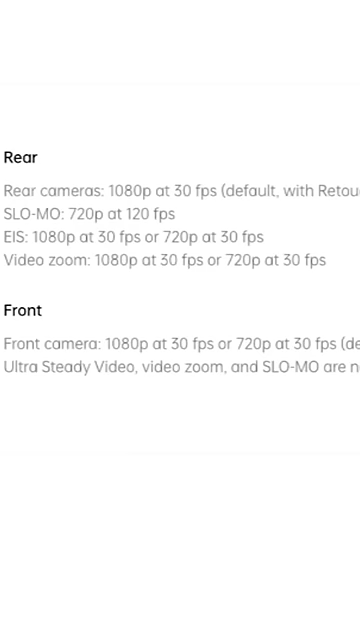 Rear
Rear cameras: 1080p at 30 fps (default, with Retou
SLO-MO: 720p at 120 fps
EIS: 1080p at 30 fps or 720p at 30 fps
Video zoom: 1080p at 30 fps or 720p at 30 fps
Front
Front camera: 1080p at 30 fps or 720p at 30 fps (de
Ultra Steady Video, video zoom, and SLO-MO are n